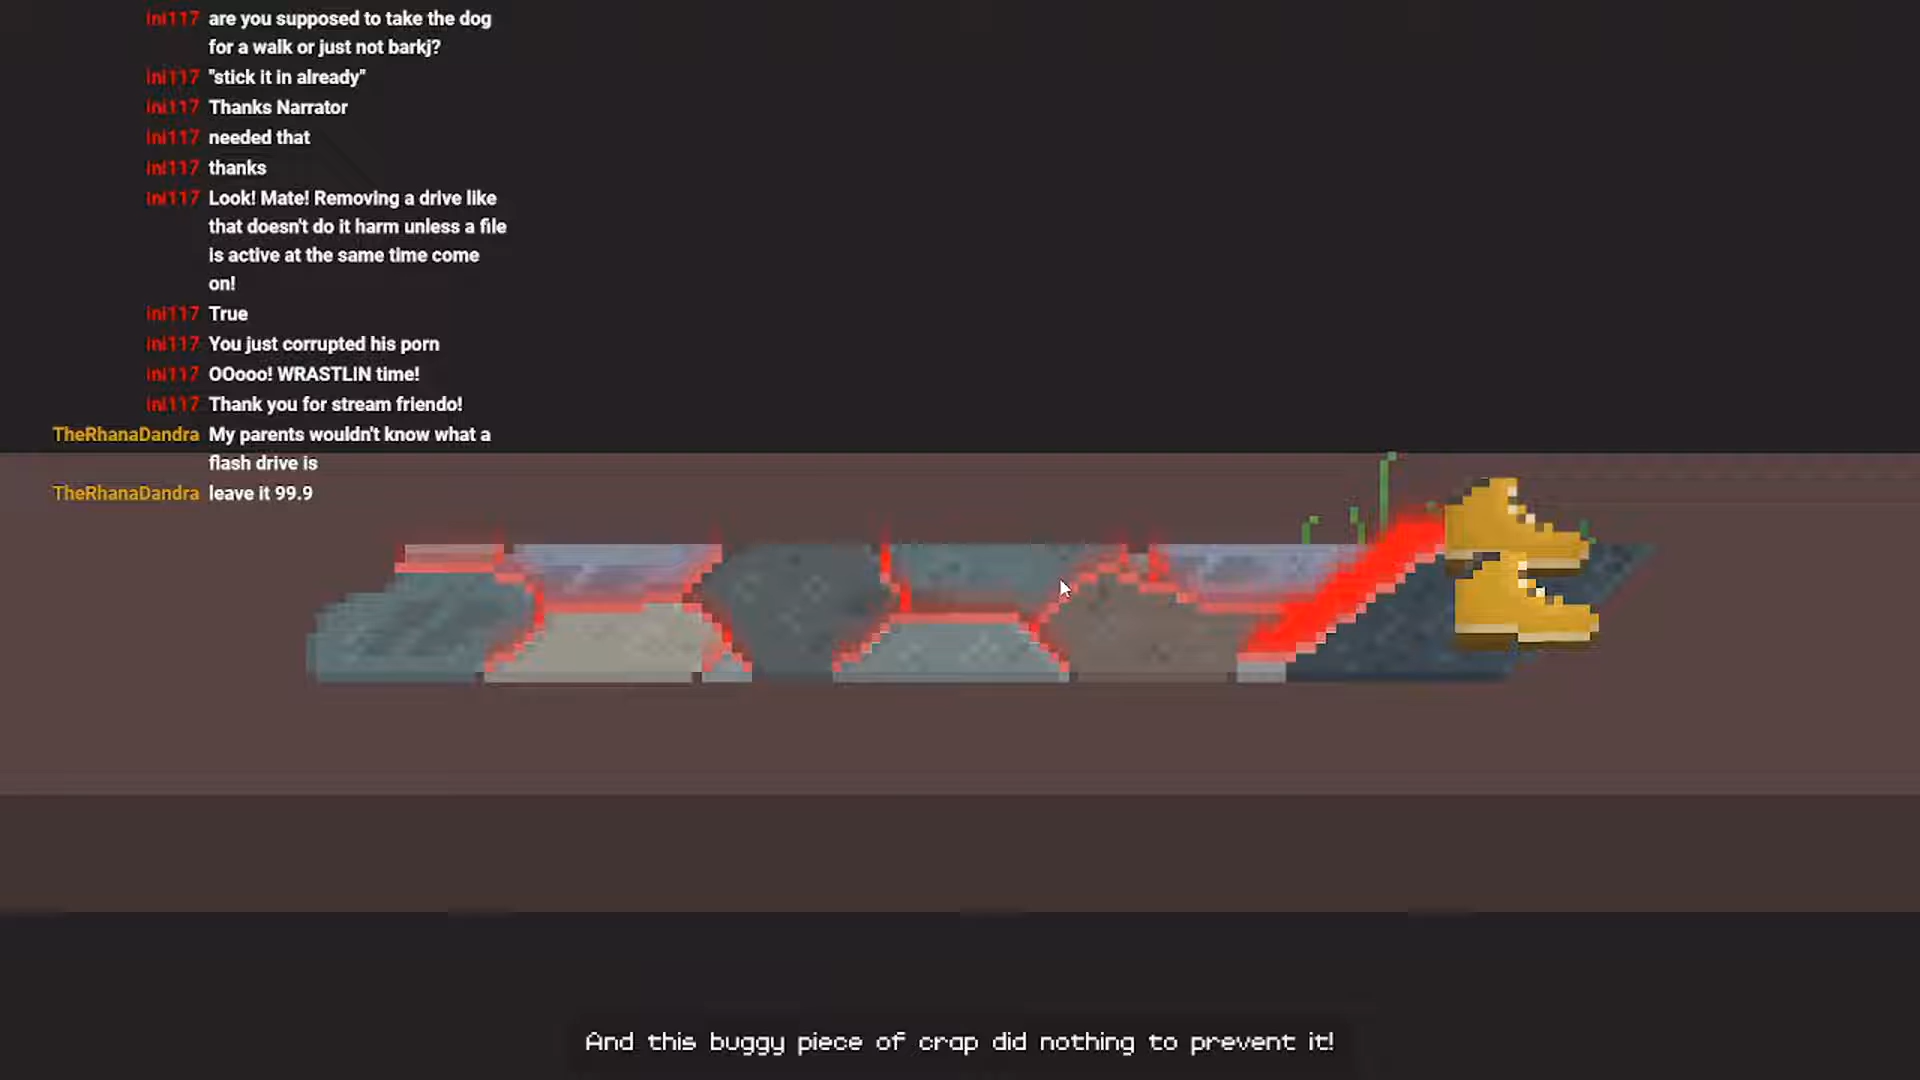 ini117 are you supposed to take the dog
for a walk or just not barkj?
ini117 "stick it in already"
ini117 Thanks Narrator
ini117 needed that
ini117 thanks
ini117 Look! Mate! Removing a drive like
that doesn't do it harm unless a file
is active at the same time come
on!
ini117 True
ini117 You just corrupted his porn
ini117 OOooo! WRASTLIN time!
ini117 Thank you for stream friendo!
TheRhanaDandra My parents wouldn't know what a
flash drive is
TheRhanaDandra leave it 99.9
And this buggy piece of crap did nothing to prevent it!